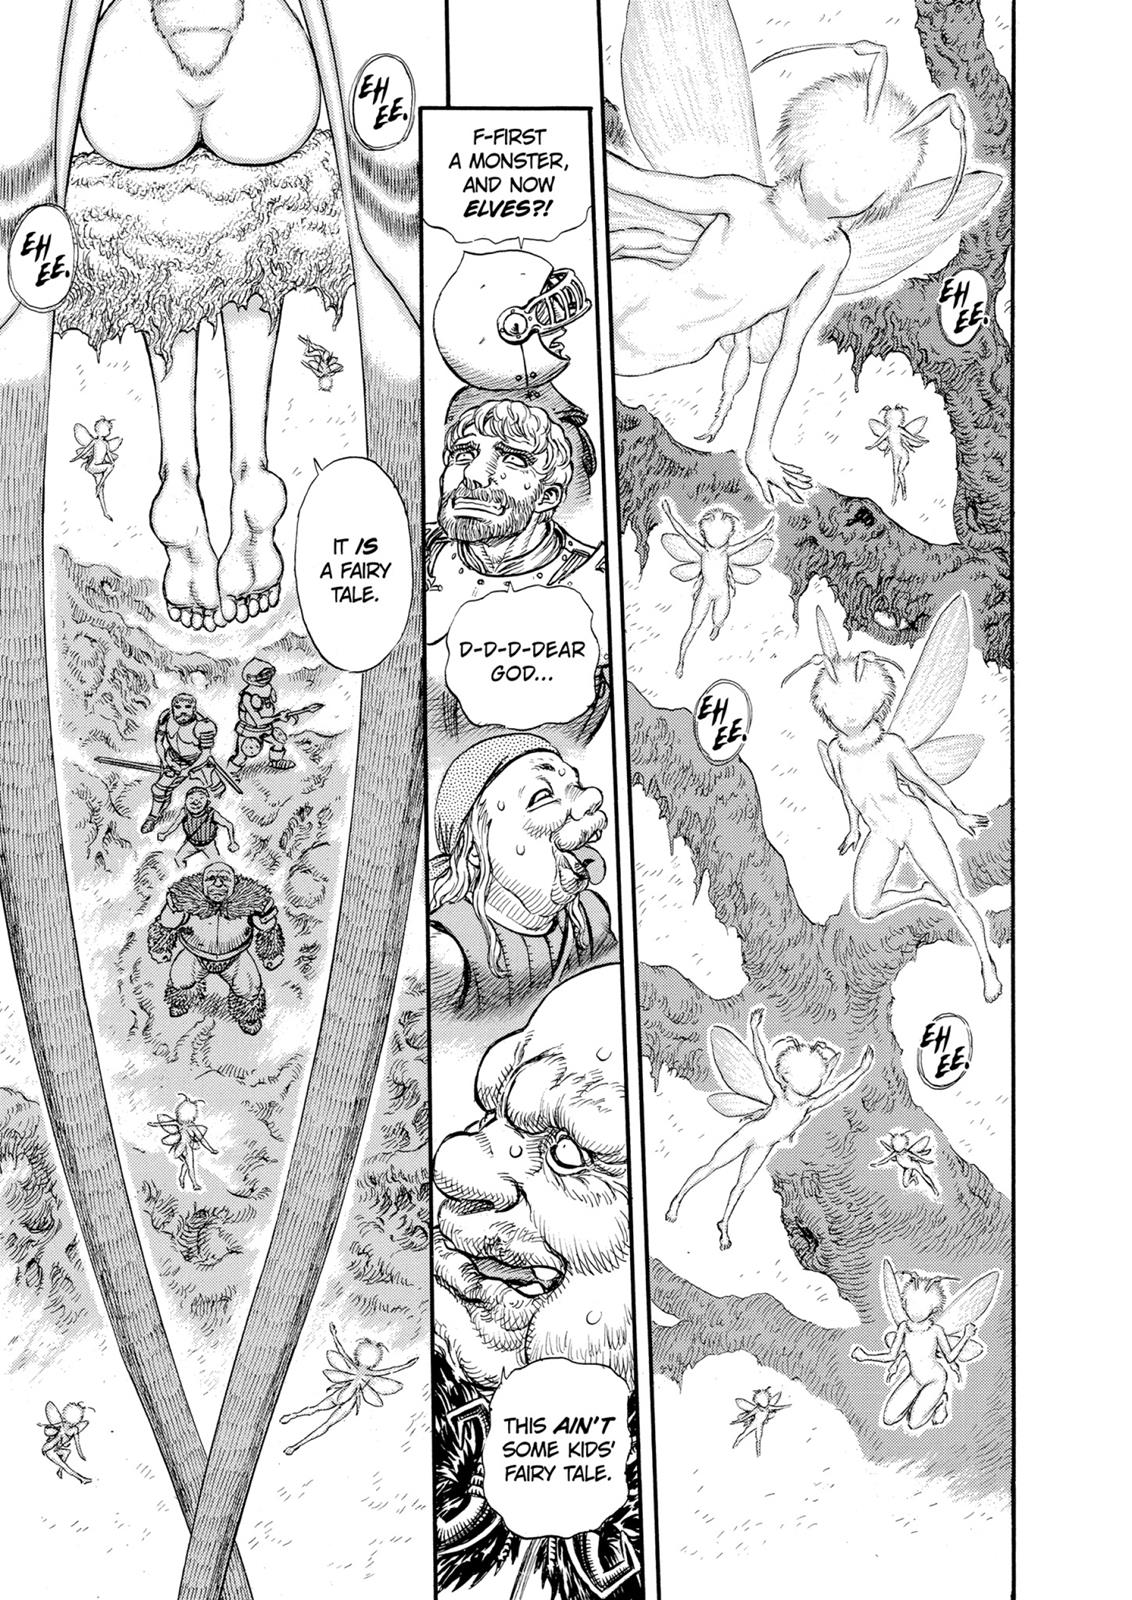 EH
EE.
EH
EE.
EH
EE.
F-FIRST
A MONSTER,
AND NOW
ELVES?!
D-D-D-DEAR
GOD...
THIS AIN'T
SOME KIDS'
FAIRY TALE.
EH
EE.
EH
EE.
IT IS
A FAIRY
TALE.